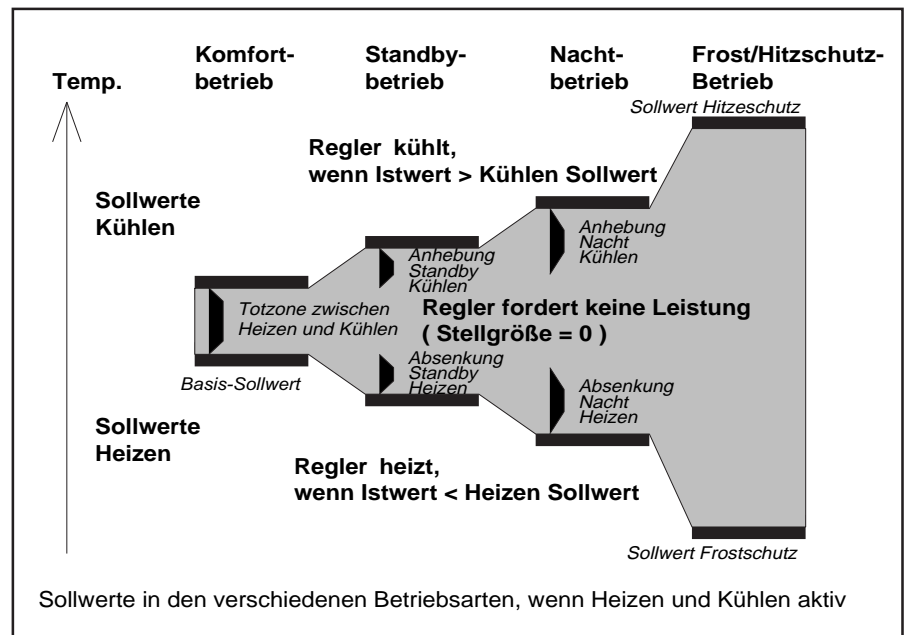 Komfort-
betrieb
Standby-
betrieb
Nacht-
betrieb
Frost/Hitzschutz-
Betrieb
Temp.
Sollwert Hitzeschutz
Regler kühlt,
wenn Istwert > Kühlen Sollwert
Sollwerte
Kühlen
Anhebung
Nacht
Kühlen
Anhebung
Standby
Kühlen
Totzone zwischen
Heizen und Kühlen
Regler fordert keine Leistung
( Stellgröße = 0 )
Absenkung
Standby
Heizen
Basis-Sollwert
Absenkung
Nacht
Heizen
Sollwerte
Heizen
Regler heizt,
wenn Istwert < Heizen Sollwert
Sollwert Frostschutz
Sollwerte in den verschiedenen Betriebsarten, wenn Heizen und Kühlen aktiv